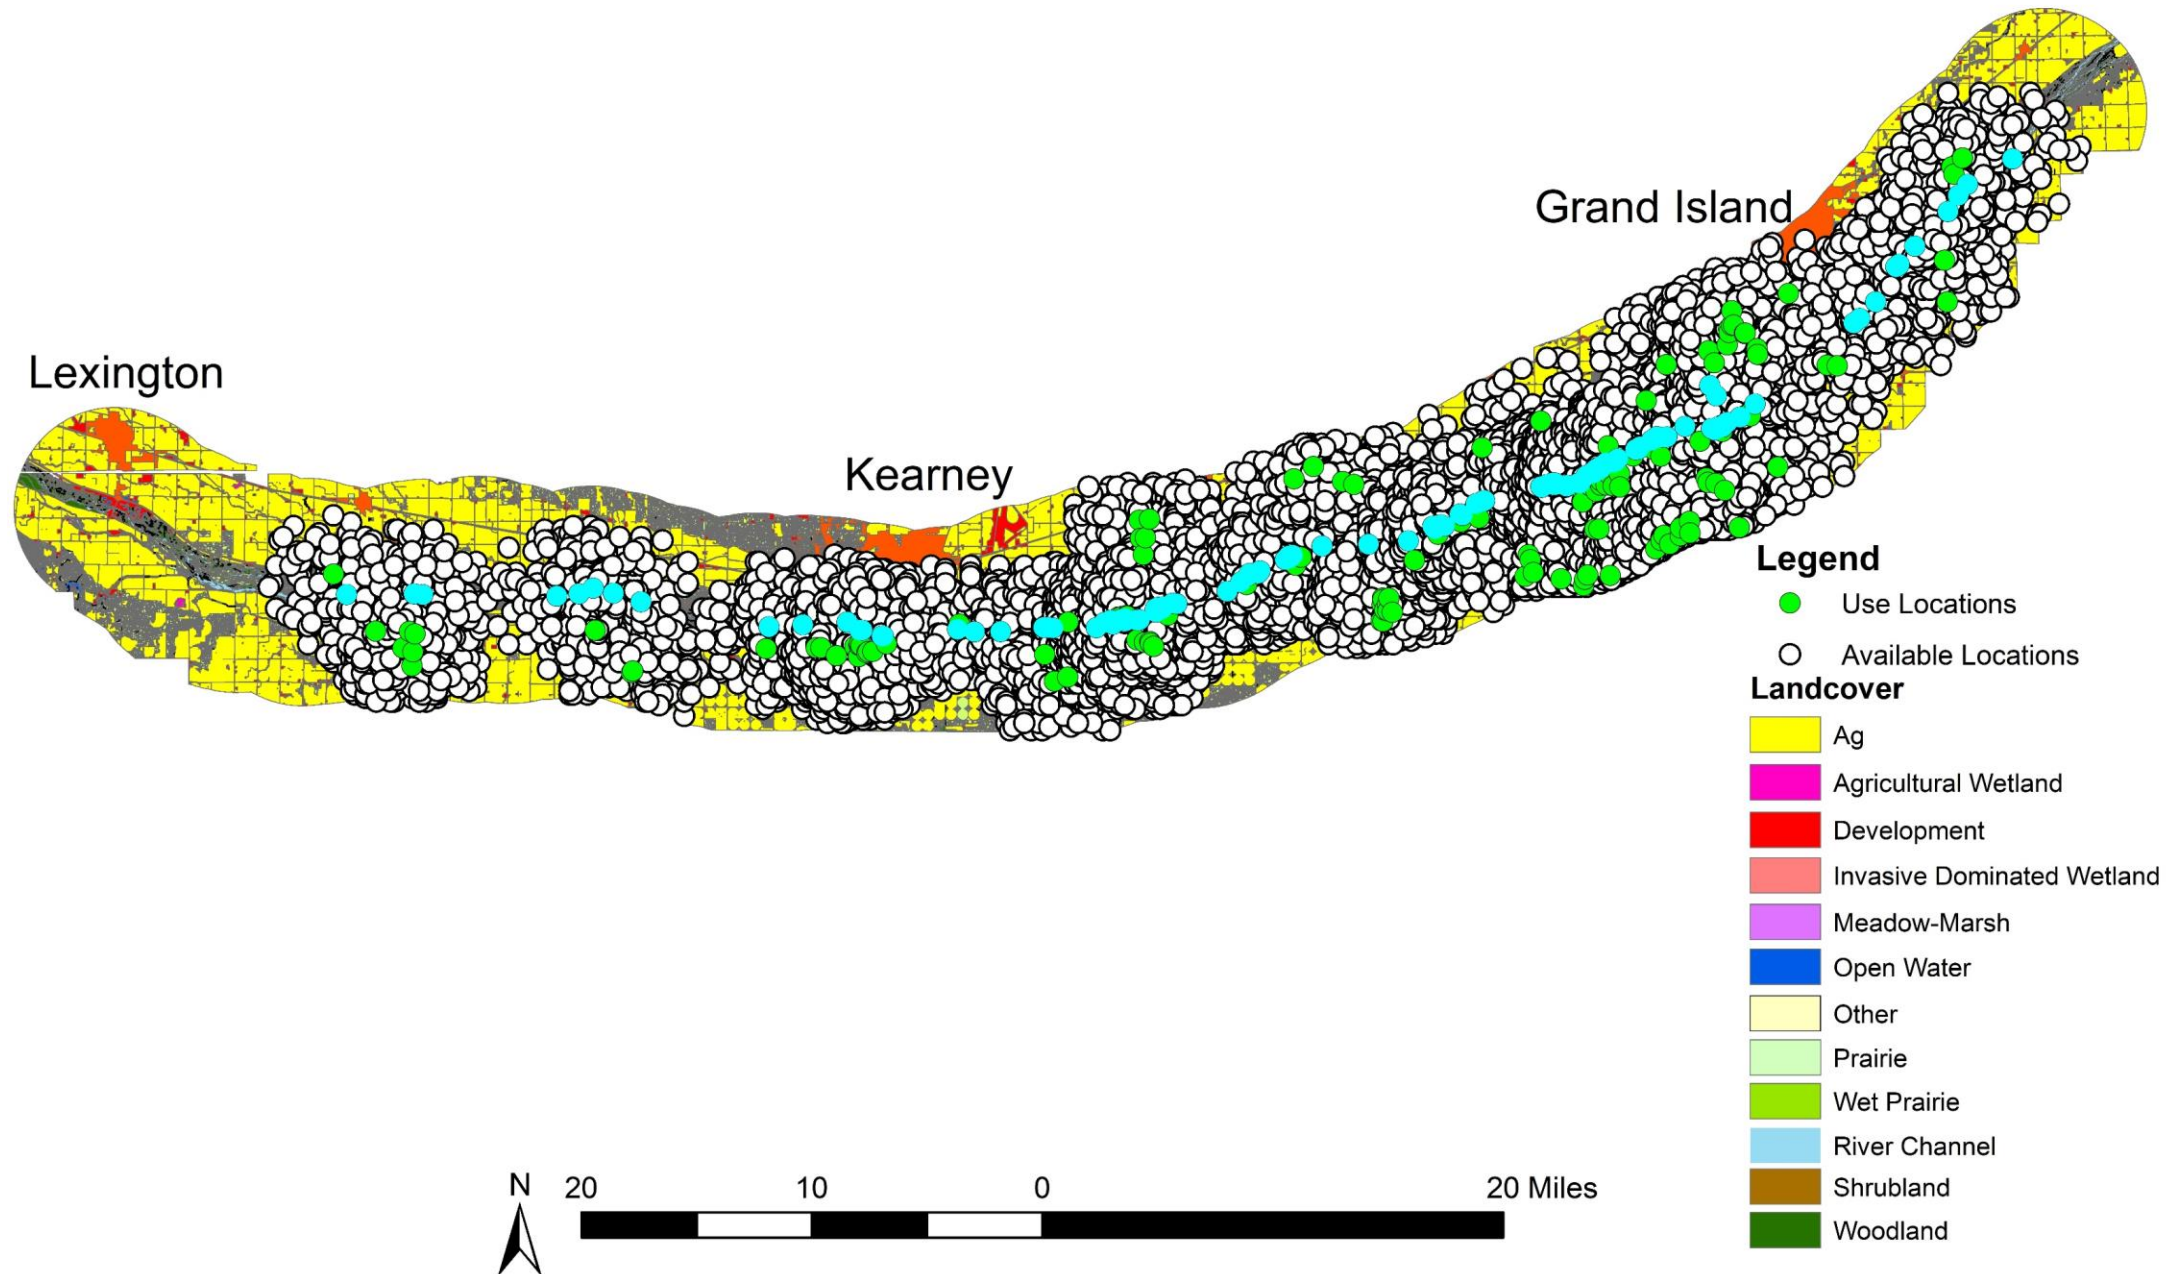 Grand Island
Lexington
Kearney
Legend
Use Locations
Available Locations
Landcover
Ag
Agricultural Wetland
Development
Invasive Dominated Wetland
Meadow-Marsh
Open Water
Other
Prairie
Wet Prairie
River Channel
Shrubland
Woodland
N
20 10 0 20 Miles